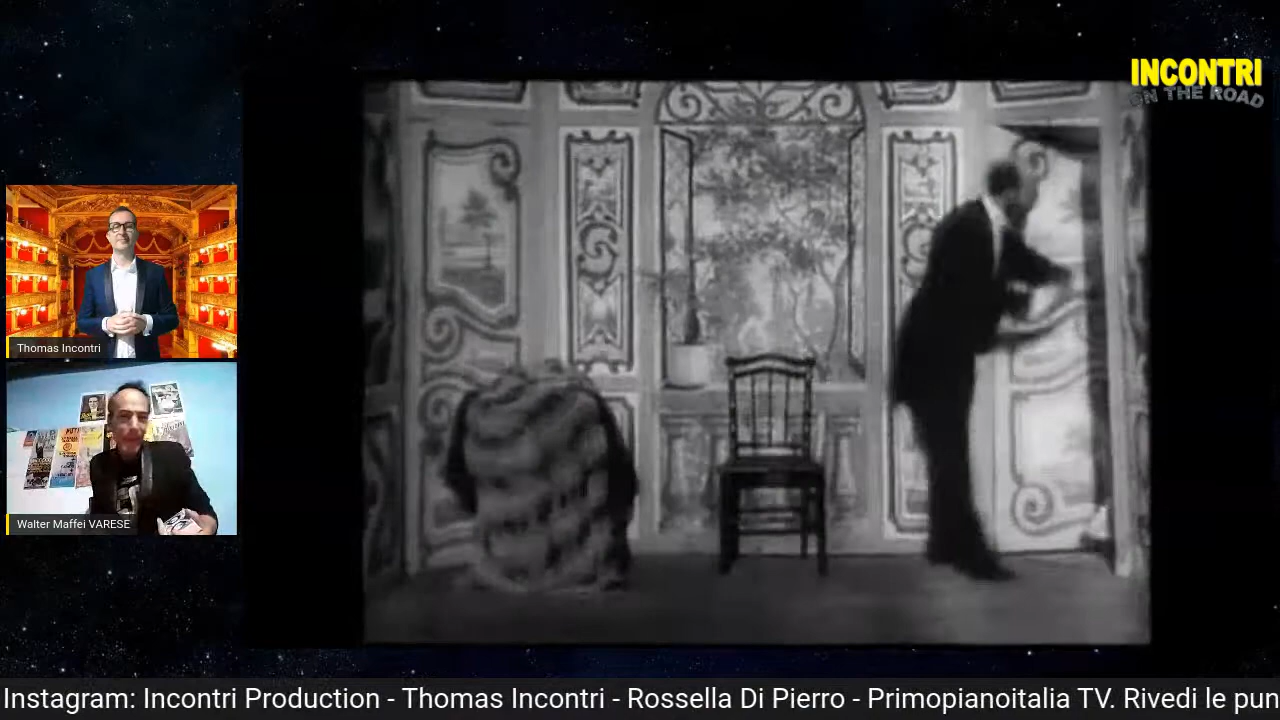 INCONTRI
ON THE ROAD
Thomas Incontri
Walter Maffei VARESE
Instagram: Incontri Production - Thomas Incontri - Rossella Di Pierro - Primopianoitalia TV. Rivedi le pun